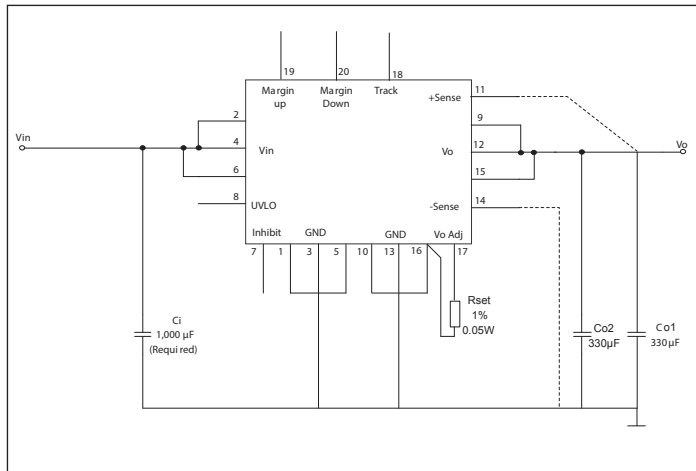 19
20
18
Margin up
Margin Down
Track
11
+Sense
2
9
Vin
4
Vin
Vo
12
Vo
6
15
8
UVLO
-Sense
14
Inhibit
GND
GND
Vo Adj
7
1
3
5
10
13
16
17
Rset
1%
0.05W
Ci
1,000 µF
(Requi red)
Co2
330µF
Co1
330µF